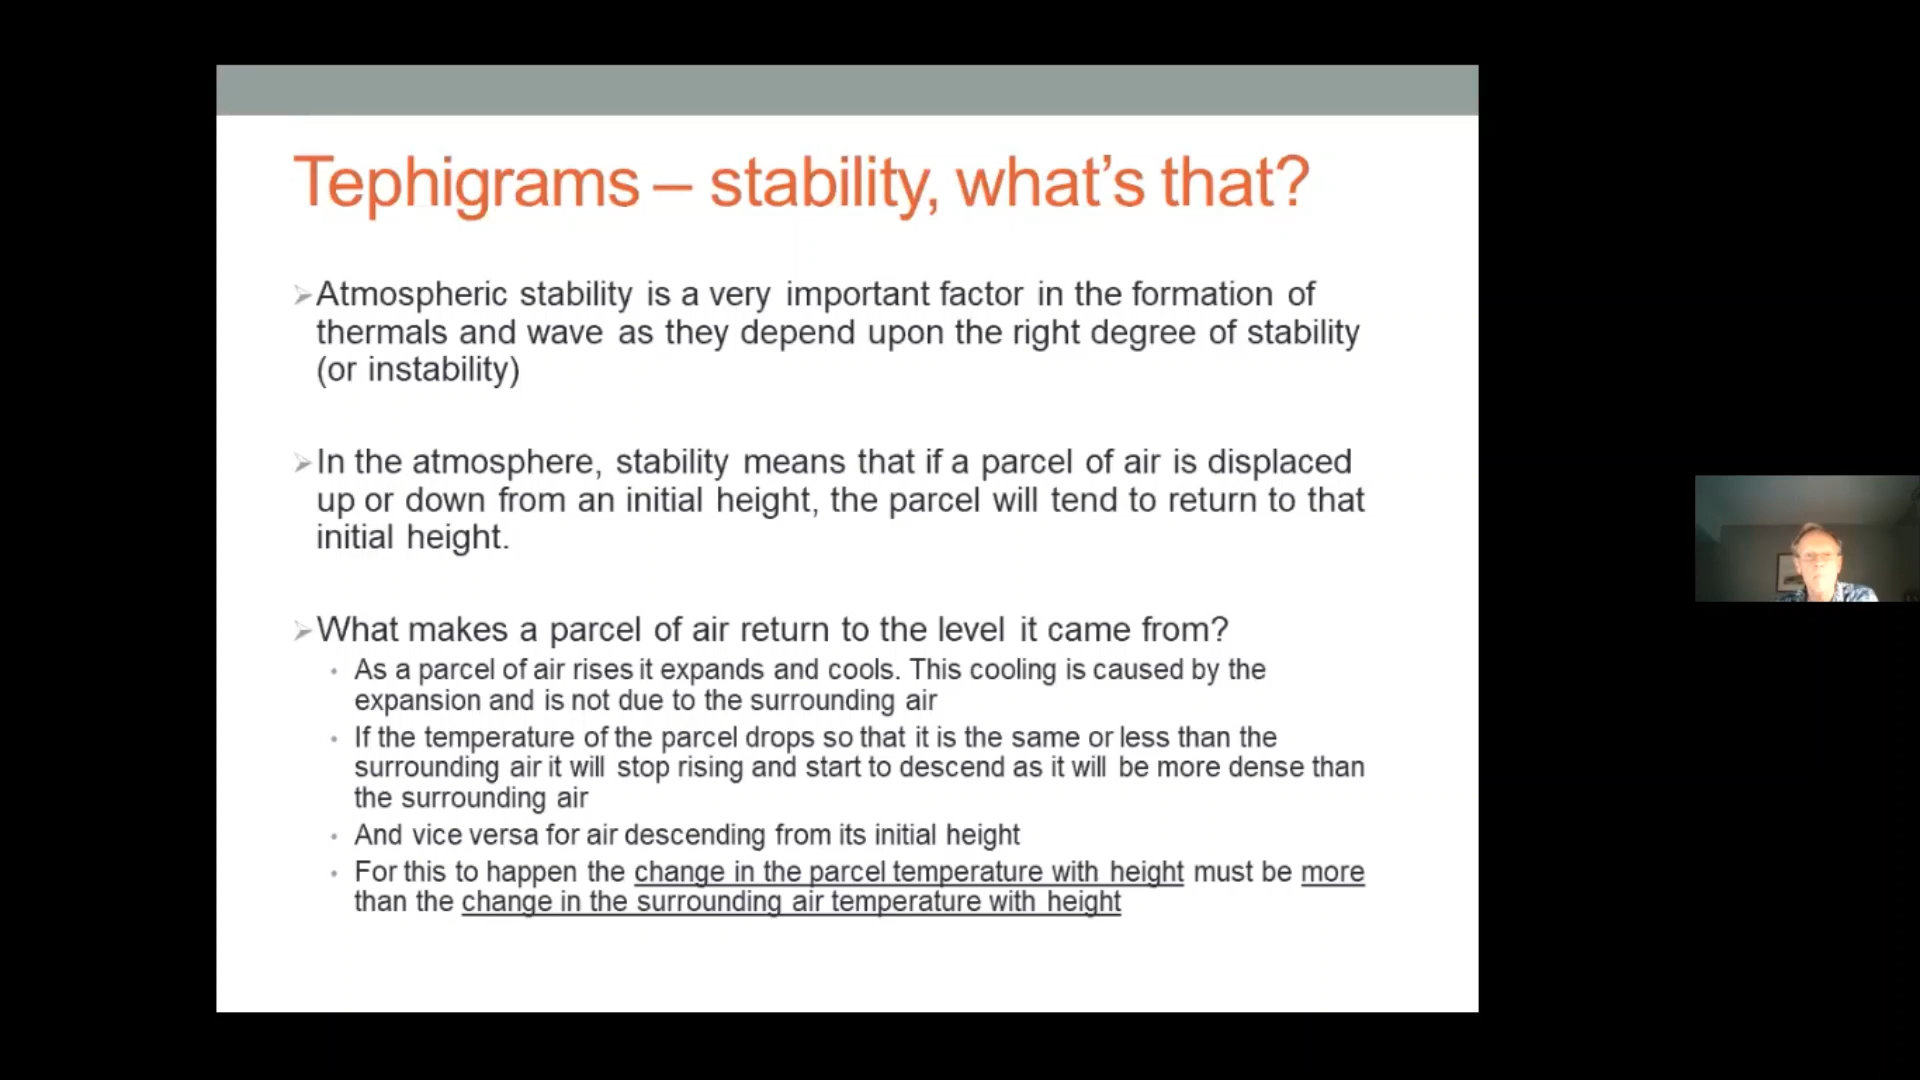 Tephigrams – stability, what's that?
➢Atmospheric stability is a very important factor in the formation of
thermals and wave as they depend upon the right degree of stability
(or instability)
➢In the atmosphere, stability means that if a parcel of air is displaced
up or down from an initial height, the parcel will tend to return to that
initial height.
➢What makes a parcel of air return to the level it came from?
• As a parcel of air rises it expands and cools. This cooling is caused by the
expansion and is not due to the surrounding air
• If the temperature of the parcel drops so that it is the same or less than the
surrounding air it will stop rising and start to descend as it will be more dense than
the surrounding air
• And vice versa for air descending from its initial height
• For this to happen the change in the parcel temperature with height must be more
than the change in the surrounding air temperature with height